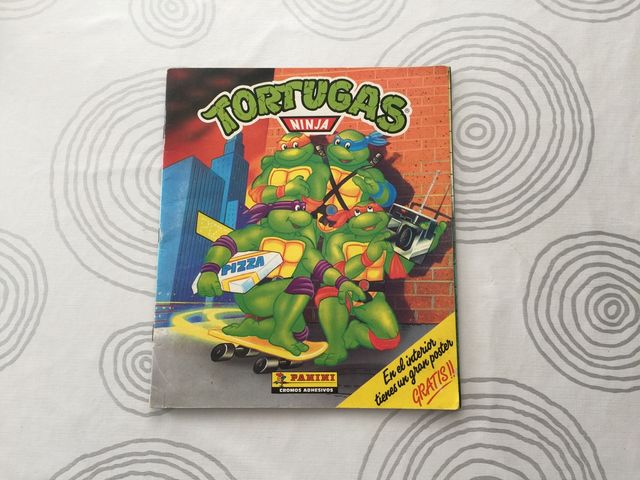 TORTUGAS
NINJA
PIZZA
PANINI
CROMOS ADHESIVOS
En el interior
tienes un gran poster
GRATIS!!